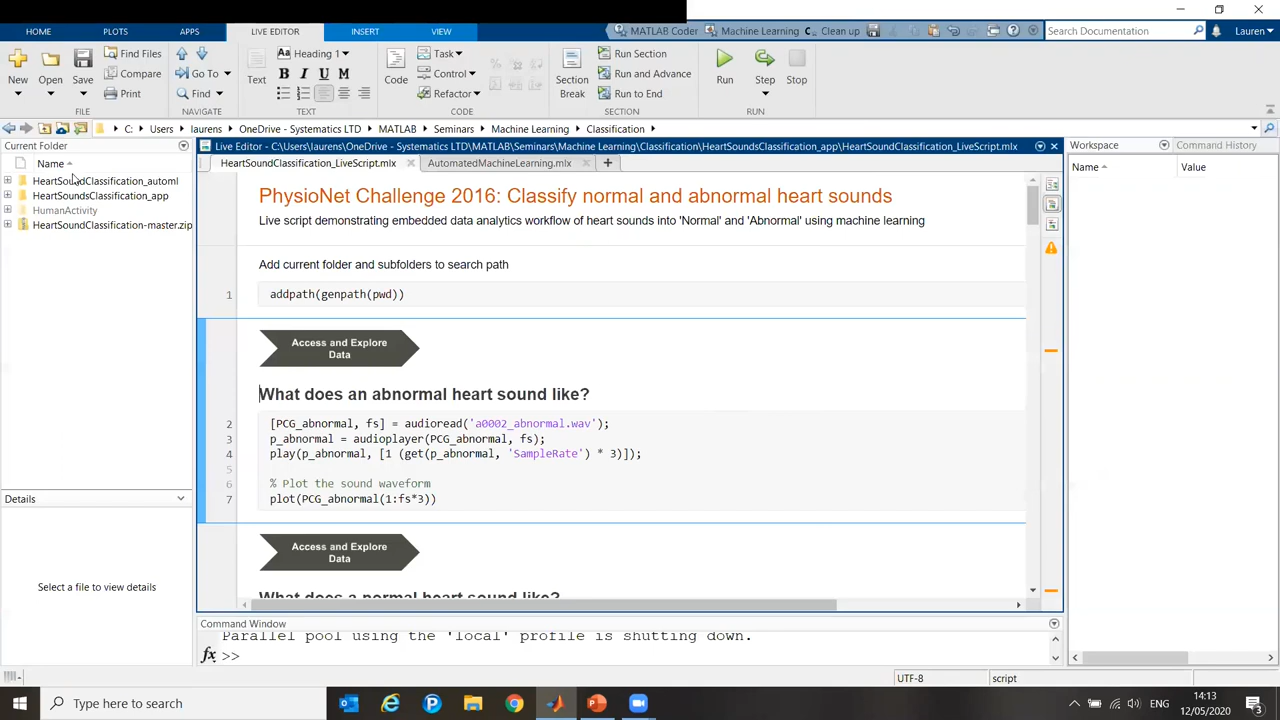 HOME PLOTS APPS LIVE EDITOR INSERT VIEW MATLAB Coder Machine Learning Clean up Search Documentation Lauren
New Open Save Find Files Compare Print Go To Find Text Heading 1 B I U M Code Task Control Refactor Section Break Run Section Run and Advance Run to End Run Step Stop
FILE NAVIGATE TEXT CODE SECTION RUN
C: Users laurens OneDrive - Systematics LTD MATLAB Seminars Machine Learning Classification
Current Folder
Name
HeartSoundClassification_automl
HeartSoundsClassification_app
HumanActivity
HeartSoundClassification-master.zip
Details
Select a file to view details
Live Editor - C:\Users\laurens\OneDrive - Systematics LTD\MATLAB\Seminars\Machine Learning\Classification\HeartSoundsClassification_app\HeartSoundClassification_LiveScript.mlx
HeartSoundClassification_LiveScript.mlx AutomatedMachineLearning.mlx
PhysioNet Challenge 2016: Classify normal and abnormal heart sounds
Live script demonstrating embedded data analytics workflow of heart sounds into 'Normal' and 'Abnormal' using machine learning
Add current folder and subfolders to search path
1 addpath(genpath(pwd))
Access and Explore
Data
What does an abnormal heart sound like?
2 [PCG_abnormal, fs] = audioread('a0002_abnormal.wav');
3 p_abnormal = audioplayer(PCG_abnormal, fs);
4 play(p_abnormal, [1 (get(p_abnormal, 'SampleRate') * 3)]);
5
6 % Plot the sound waveform
7 plot(PCG_abnormal(1:fs*3))
Access and Explore
Data
What does a normal heart sound like?
Command Window
Parallel pool using the 'local' profile is shutting down.
fx >>
Workspace Command History
Name Value
UTF-8 script
Type here to search
ENG
14:13
12/05/2020
3